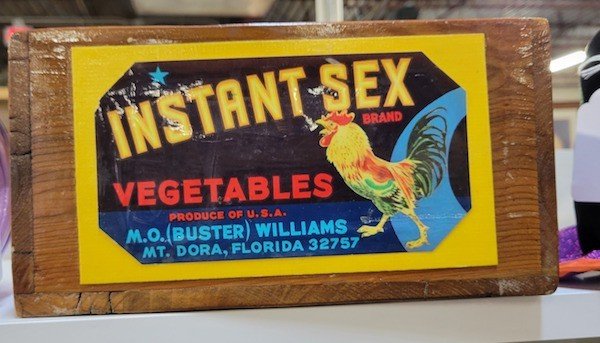 INSTANT SEX
BRAND
VEGETABLES
PRODUCE OF U.S.A.
M.O.(BUSTER) WILLIAMS
MT. DORA, FLORIDA 32757